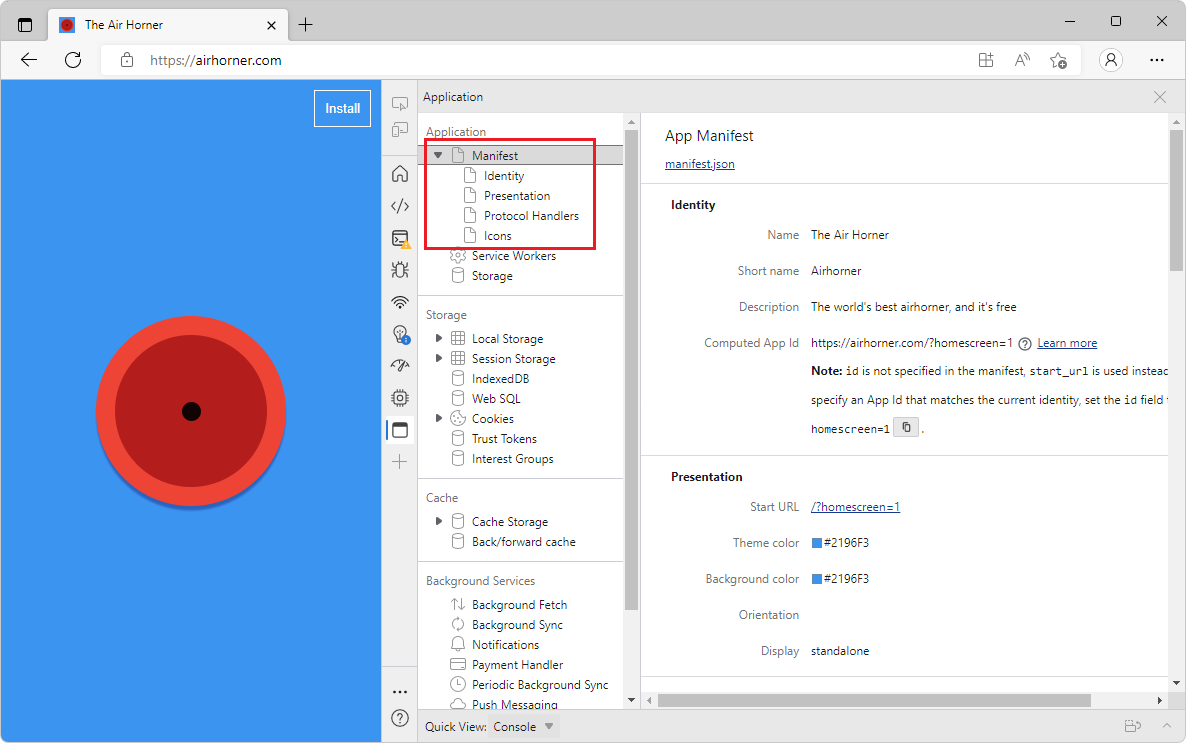 The Air Horner
https://airhorner.com
Install
Application
Application
Manifest
Identity
Presentation
Protocol Handlers
Icons
Service Workers
Storage
Storage
Local Storage
Session Storage
IndexedDB
Web SQL
Cookies
Trust Tokens
Interest Groups
Cache
Cache Storage
Back/forward cache
Background Services
Background Fetch
Background Sync
Notifications
Payment Handler
Periodic Background Sync
Push Messaging
App Manifest
manifest.json
Identity
Name The Air Horner
Short name Airhorner
Description The world's best airhorner, and it's free
Computed App Id https://airhorner.com/?homescreen=1 Learn more
Note: id is not specified in the manifest, start_url is used instead
specify an App Id that matches the current identity, set the id field
homescreen=1 .
Presentation
Start URL /?homescreen=1
Theme color #2196F3
Background color #2196F3
Orientation
Display standalone
Quick View: Console